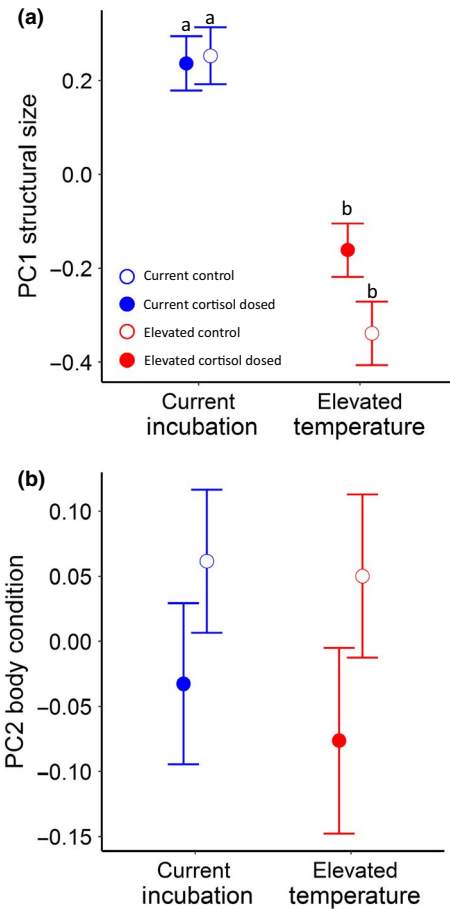 (a)
a a
0.2
0.0
−0.2
−0.4
PC1 structural size
b
b
Current control
Current cortisol dosed
Elevated control
Elevated cortisol dosed
Current Elevated
incubation temperature
(b)
0.10
0.05
0.00
−0.05
−0.10
−0.15
PC2 body condition
Current Elevated
incubation temperature